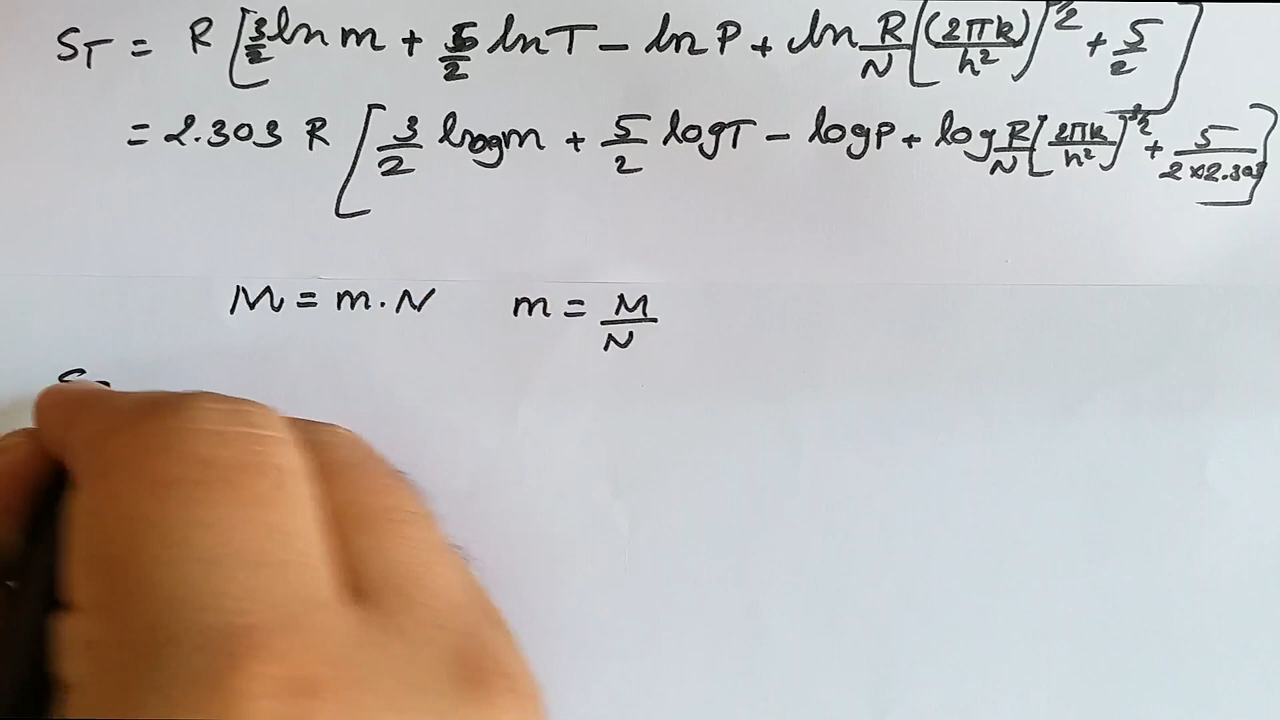 S_T = R [ 3/2 ln m + 5/2 ln T - ln P + ln R/N ( (2πk)/h² )^3/2 + 5/2 ]
= 2.303 R [ 3/2 log m + 5/2 log T - log P + log R/N [ 2πk/h² ]^3/2 + 5/(2×2.303) ]
M = m · N m = M/N